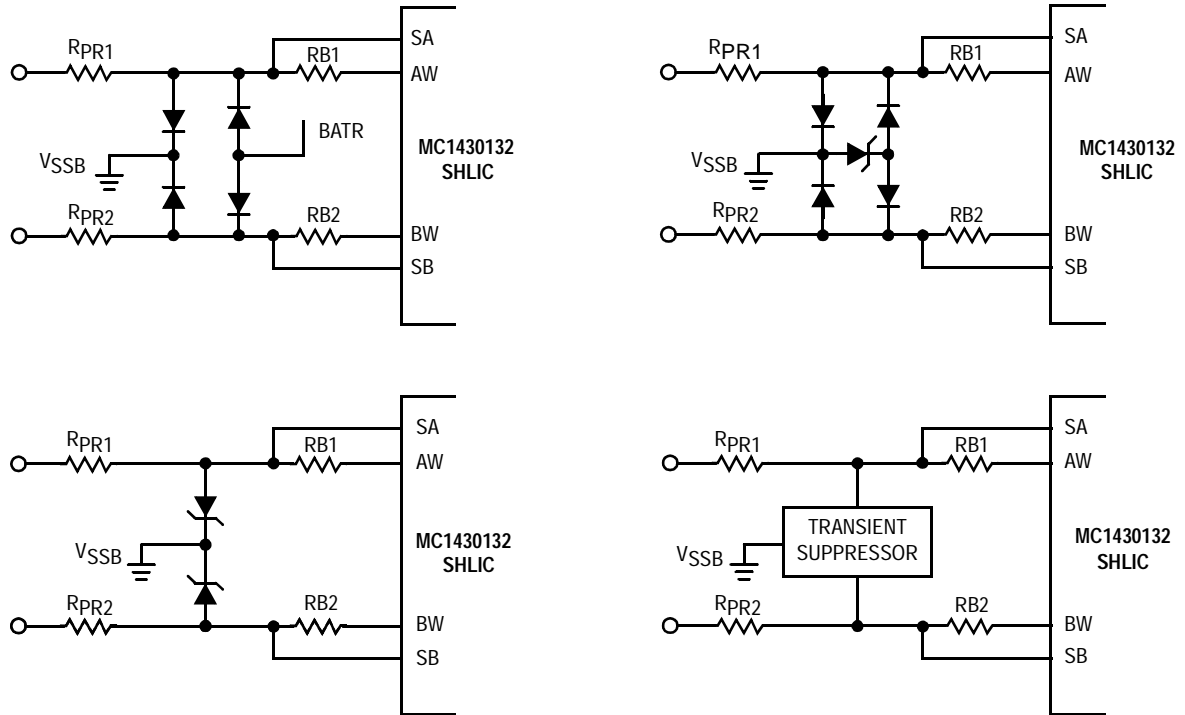 SA
RPR1
RB1
AW
BATR
VSSB
MC1430132
SHLIC
RPR2
RB2
BW
SB
SA
RPR1
RB1
AW
VSSB
MC1430132
SHLIC
RPR2
RB2
BW
SB
SA
RPR1
RB1
AW
VSSB
MC1430132
SHLIC
RPR2
RB2
BW
SB
SA
RPR1
RB1
AW
TRANSIENT
SUPPRESSOR
VSSB
MC1430132
SHLIC
RPR2
RB2
BW
SB